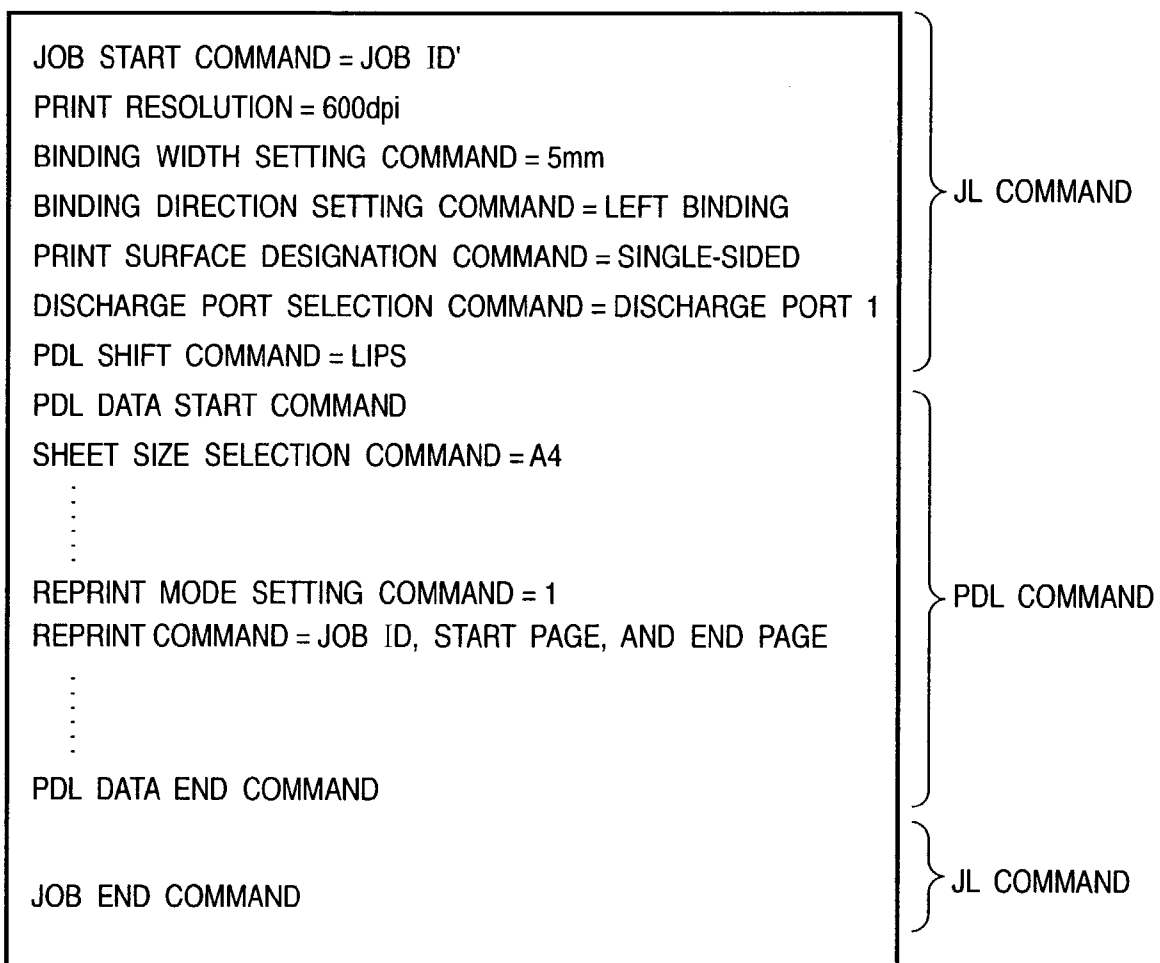 JOB START COMMAND = JOB ID'
PRINT RESOLUTION = 600dpi
BINDING WIDTH SETTING COMMAND = 5mm
BINDING DIRECTION SETTING COMMAND = LEFT BINDING
PRINT SURFACE DESIGNATION COMMAND = SINGLE-SIDED
DISCHARGE PORT SELECTION COMMAND = DISCHARGE PORT 1
PDL SHIFT COMMAND = LIPS
JL COMMAND
PDL DATA START COMMAND
SHEET SIZE SELECTION COMMAND = A4
REPRINT MODE SETTING COMMAND = 1
REPRINT COMMAND = JOB ID, START PAGE, AND END PAGE
PDL DATA END COMMAND
PDL COMMAND
JOB END COMMAND
JL COMMAND